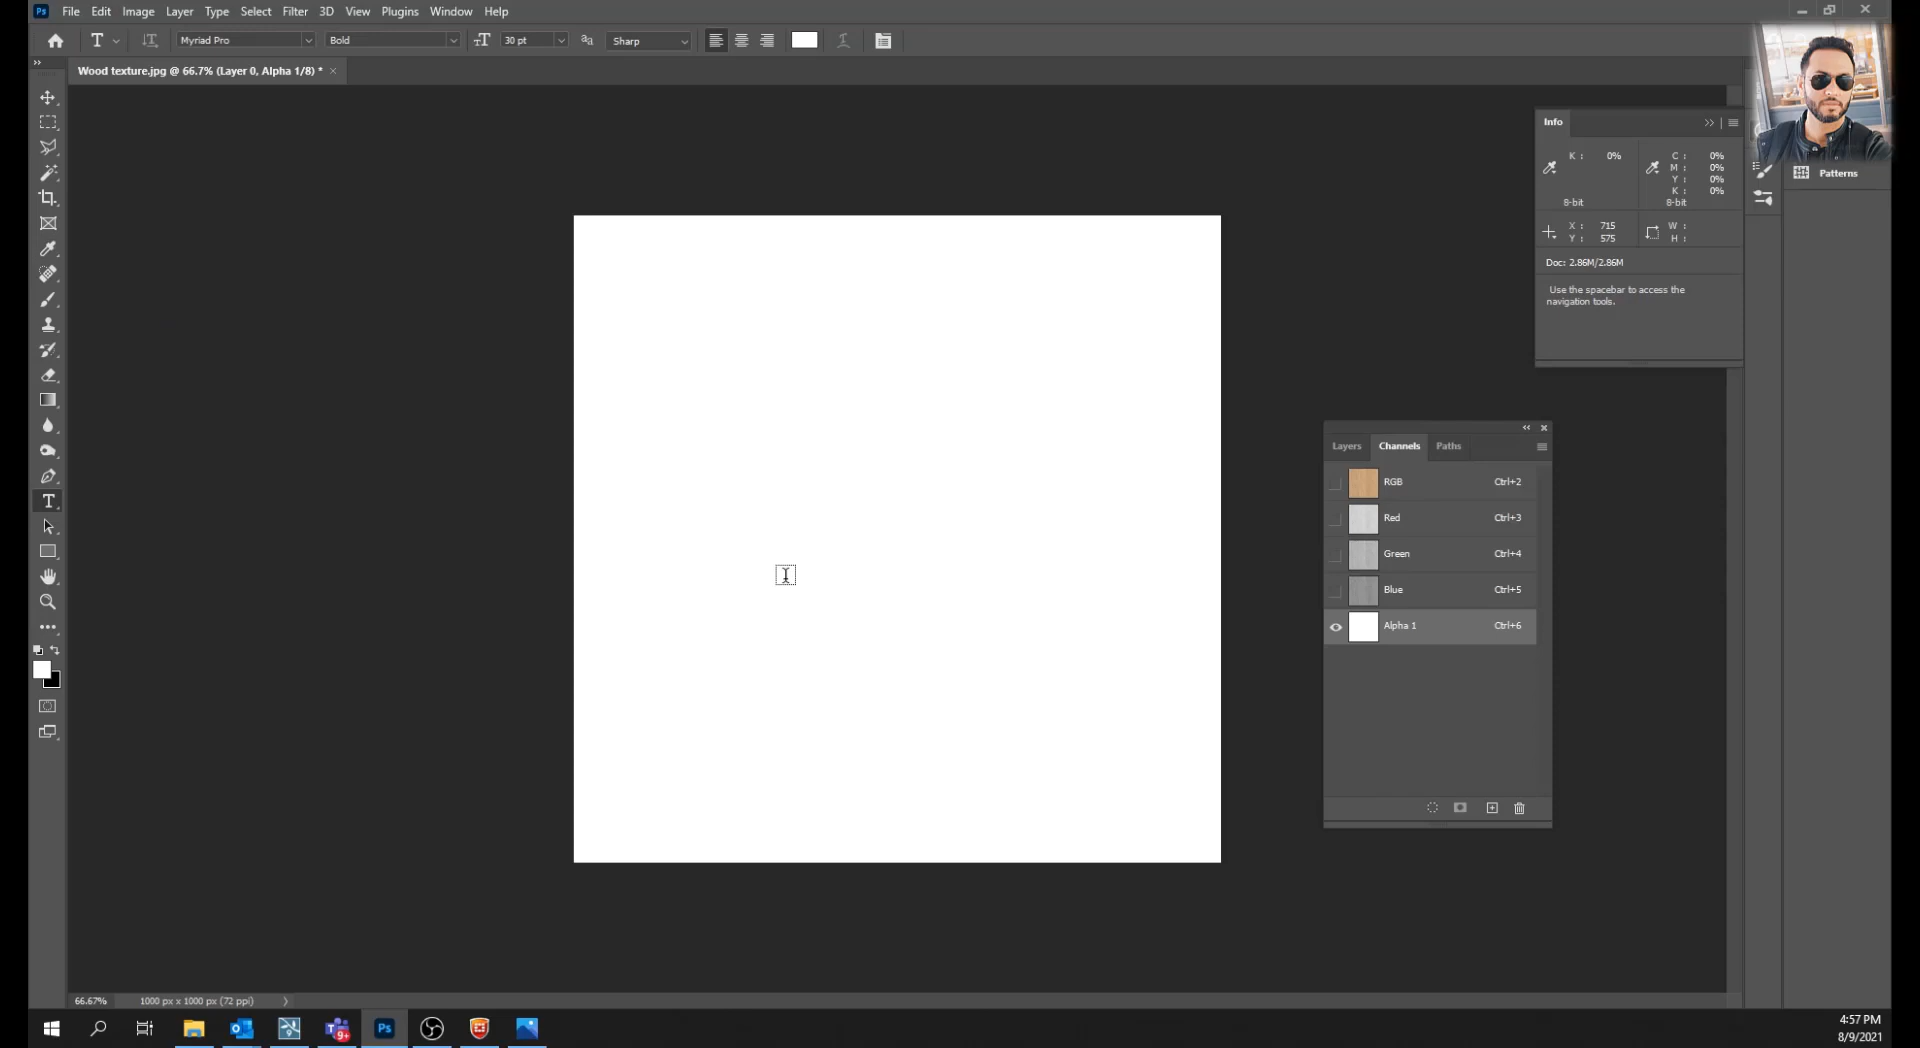 Ps File Edit Image Layer Type Select Filter 3D View Plugins Window Help
T Myriad Pro Bold 30 pt Sharp
Wood texture.jpg @ 66.7% (Layer 0, Alpha 1/8) *
Info
K : 0% C : 0%
M : 0%
Y : 0%
K : 0%
8-bit 8-bit
X : 715 W :
Y : 575 H :
Doc: 2.86M/2.86M
Use the spacebar to access the
navigation tools.
Patterns
Layers Channels Paths
RGB Ctrl+2
Red Ctrl+3
Green Ctrl+4
Blue Ctrl+5
Alpha 1 Ctrl+6
66.67% 1000 px x 1000 px (72 ppi)
9+ Ps
4:57 PM
8/9/2021